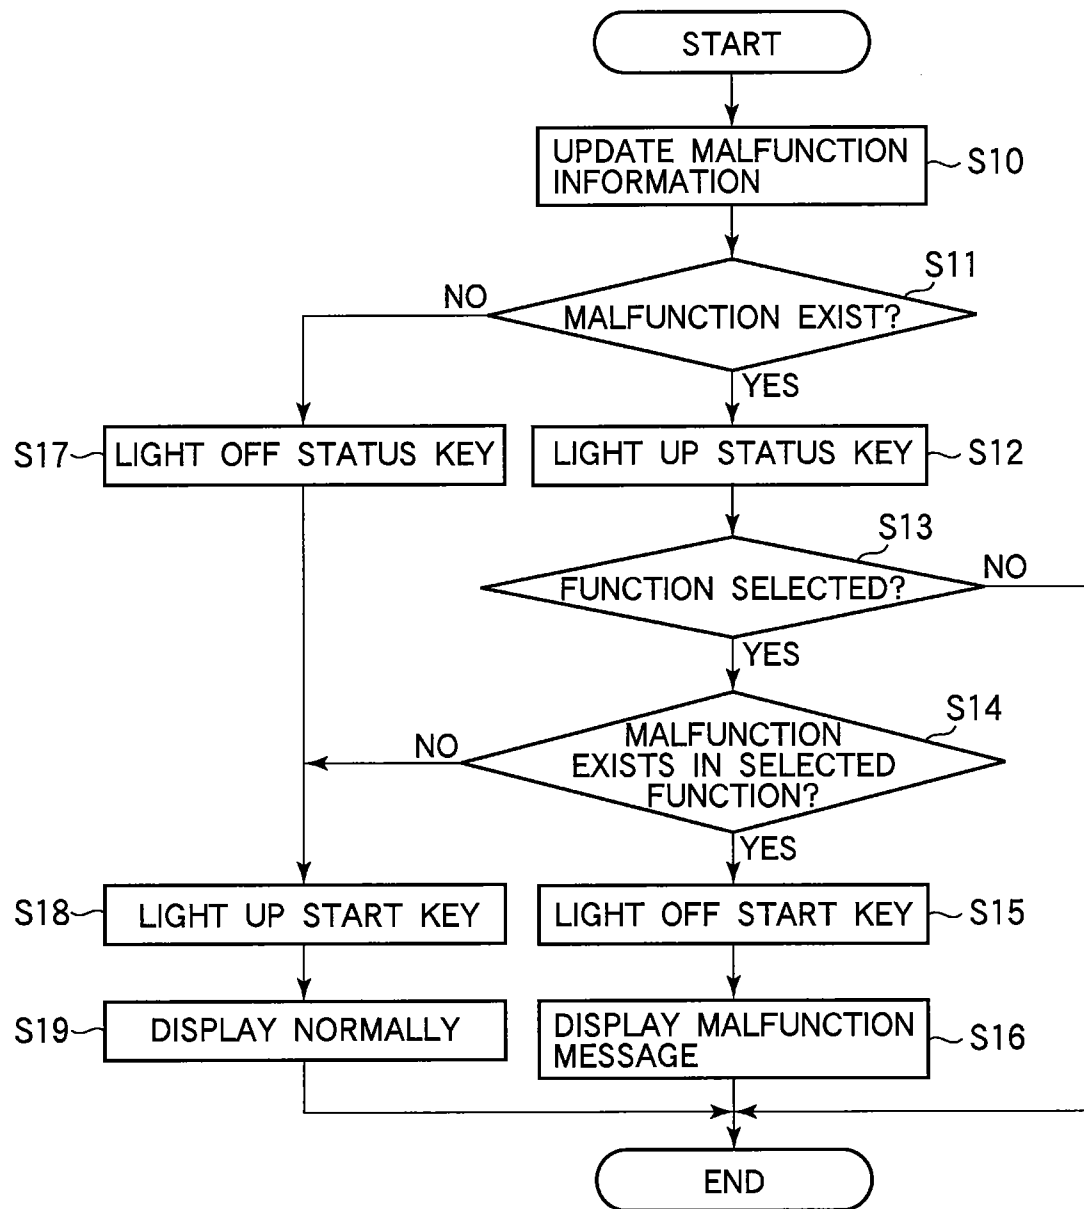 START
UPDATE MALFUNCTION
INFORMATION
S10
S11
NO
MALFUNCTION EXIST?
YES
S17
LIGHT OFF STATUS KEY
LIGHT UP STATUS KEY
S12
S13
FUNCTION SELECTED?
NO
YES
S14
NO
MALFUNCTION
EXISTS IN SELECTED
FUNCTION?
YES
S18
LIGHT UP START KEY
LIGHT OFF START KEY
S15
S19
DISPLAY NORMALLY
DISPLAY MALFUNCTION
MESSAGE
S16
END